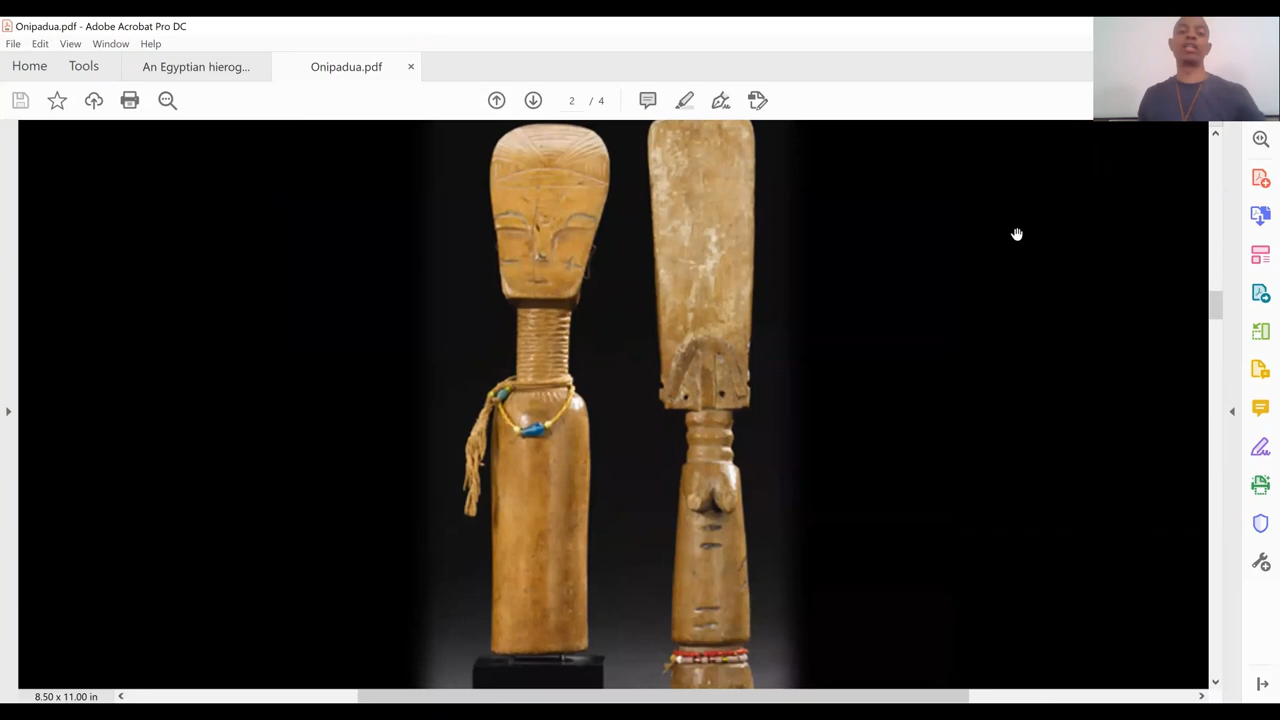 Onipadua.pdf - Adobe Acrobat Pro DC
File Edit View Window Help
Home Tools An Egyptian hierog... Onipadua.pdf ×
2 / 4
8.50 x 11.00 in